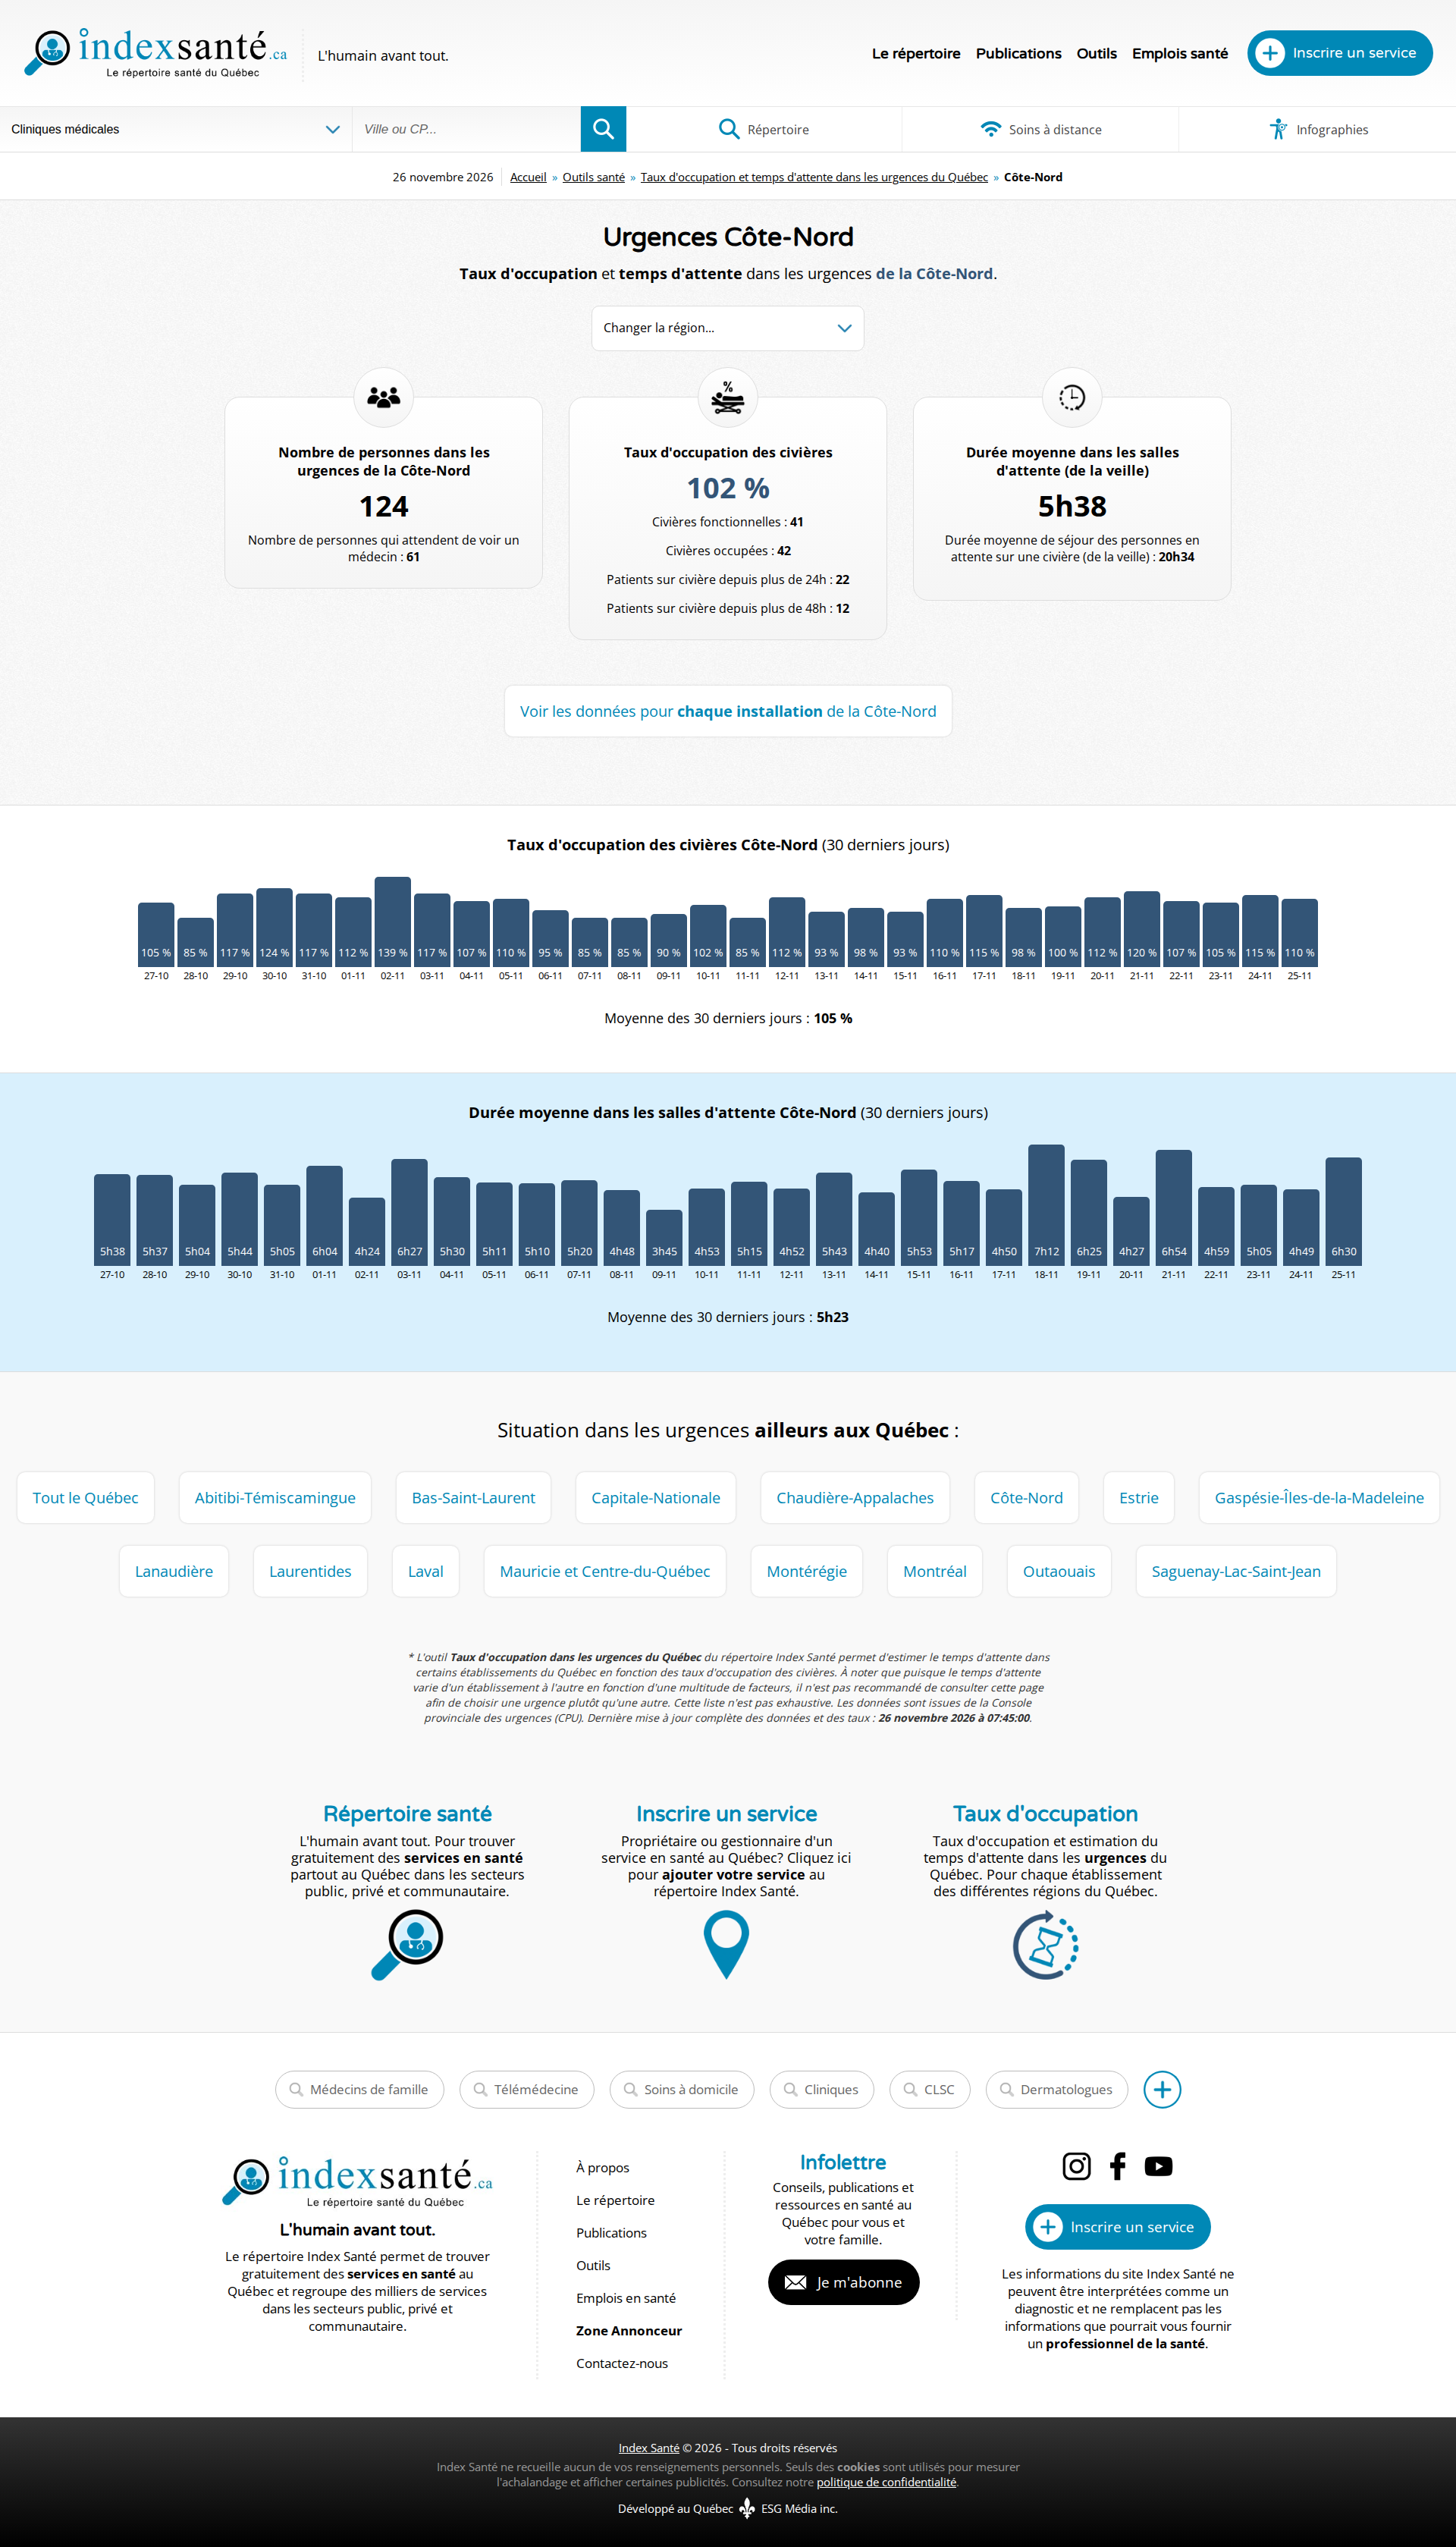 indexsanté.ca
Le répertoire santé du Québec
L'humain avant tout.
Le répertoire Publications Outils Emplois santé Inscrire un service
Cliniques médicales Ville ou CP... Répertoire Soins à distance Infographies
26 novembre 2026 Accueil » Outils santé » Taux d'occupation et temps d'attente dans les urgences du Québec » Côte-Nord
Urgences Côte-Nord
Taux d'occupation et temps d'attente dans les urgences de la Côte-Nord.
Changer la région...
Nombre de personnes dans les
urgences de la Côte-Nord
124
Nombre de personnes qui attendent de voir un
médecin : 61
%
Taux d'occupation des civières
102 %
Civières fonctionnelles : 41
Civières occupées : 42
Patients sur civière depuis plus de 24h : 22
Patients sur civière depuis plus de 48h : 12
Durée moyenne dans les salles
d'attente (de la veille)
5h38
Durée moyenne de séjour des personnes en
attente sur une civière (de la veille) : 20h34
Voir les données pour chaque installation de la Côte-Nord
Taux d'occupation des civières Côte-Nord (30 derniers jours)
105 % 85 % 117 % 124 % 117 % 112 % 139 % 117 % 107 % 110 % 95 % 85 % 85 % 90 % 102 % 85 % 112 % 93 % 98 % 93 % 110 % 115 % 98 % 100 % 112 % 120 % 107 % 105 % 115 % 110 %
27-10 28-10 29-10 30-10 31-10 01-11 02-11 03-11 04-11 05-11 06-11 07-11 08-11 09-11 10-11 11-11 12-11 13-11 14-11 15-11 16-11 17-11 18-11 19-11 20-11 21-11 22-11 23-11 24-11 25-11
Moyenne des 30 derniers jours : 105 %
Durée moyenne dans les salles d'attente Côte-Nord (30 derniers jours)
5h38 5h37 5h04 5h44 5h05 6h04 4h24 6h27 5h30 5h11 5h10 5h20 4h48 3h45 4h53 5h15 4h52 5h43 4h40 5h53 5h17 4h50 7h12 6h25 4h27 6h54 4h59 5h05 4h49 6h30
27-10 28-10 29-10 30-10 31-10 01-11 02-11 03-11 04-11 05-11 06-11 07-11 08-11 09-11 10-11 11-11 12-11 13-11 14-11 15-11 16-11 17-11 18-11 19-11 20-11 21-11 22-11 23-11 24-11 25-11
Moyenne des 30 derniers jours : 5h23
Situation dans les urgences ailleurs aux Québec :
Tout le Québec Abitibi-Témiscamingue Bas-Saint-Laurent Capitale-Nationale Chaudière-Appalaches Côte-Nord Estrie Gaspésie-Îles-de-la-Madeleine
Lanaudière Laurentides Laval Mauricie et Centre-du-Québec Montérégie Montréal Outaouais Saguenay-Lac-Saint-Jean
* L'outil Taux d'occupation dans les urgences du Québec du répertoire Index Santé permet d'estimer le temps d'attente dans
certains établissements du Québec en fonction des taux d'occupation des civières. À noter que puisque le temps d'attente
varie d'un établissement à l'autre en fonction d'une multitude de facteurs, il n'est pas recommandé de consulter cette page
afin de choisir une urgence plutôt qu'une autre. Cette liste n'est pas exhaustive. Les données sont issues de la Console
provinciale des urgences (CPU). Dernière mise à jour complète des données et des taux : 26 novembre 2026 à 07:45:00.
Répertoire santé
L'humain avant tout. Pour trouver
gratuitement des services en santé
partout au Québec dans les secteurs
public, privé et communautaire.
Inscrire un service
Propriétaire ou gestionnaire d'un
service en santé au Québec? Cliquez ici
pour ajouter votre service au
répertoire Index Santé.
Taux d'occupation
Taux d'occupation et estimation du
temps d'attente dans les urgences du
Québec. Pour chaque établissement
des différentes régions du Québec.
Médecins de famille Télémédecine Soins à domicile Cliniques CLSC Dermatologues
indexsanté.ca
Le répertoire santé du Québec
L'humain avant tout.
Le répertoire Index Santé permet de trouver
gratuitement des services en santé au
Québec et regroupe des milliers de services
dans les secteurs public, privé et
communautaire.
À propos
Le répertoire
Publications
Outils
Emplois en santé
Zone Annonceur
Contactez-nous
Infolettre
Conseils, publications et
ressources en santé au
Québec pour vous et
votre famille.
Je m'abonne
Inscrire un service
Les informations du site Index Santé ne
peuvent être interprétées comme un
diagnostic et ne remplacent pas les
informations que pourrait vous fournir
un professionnel de la santé.
Index Santé © 2026 - Tous droits réservés
Index Santé ne recueille aucun de vos renseignements personnels. Seuls des cookies sont utilisés pour mesurer
l'achalandage et afficher certaines publicités. Consultez notre politique de confidentialité.
Développé au Québec ESG Média inc.